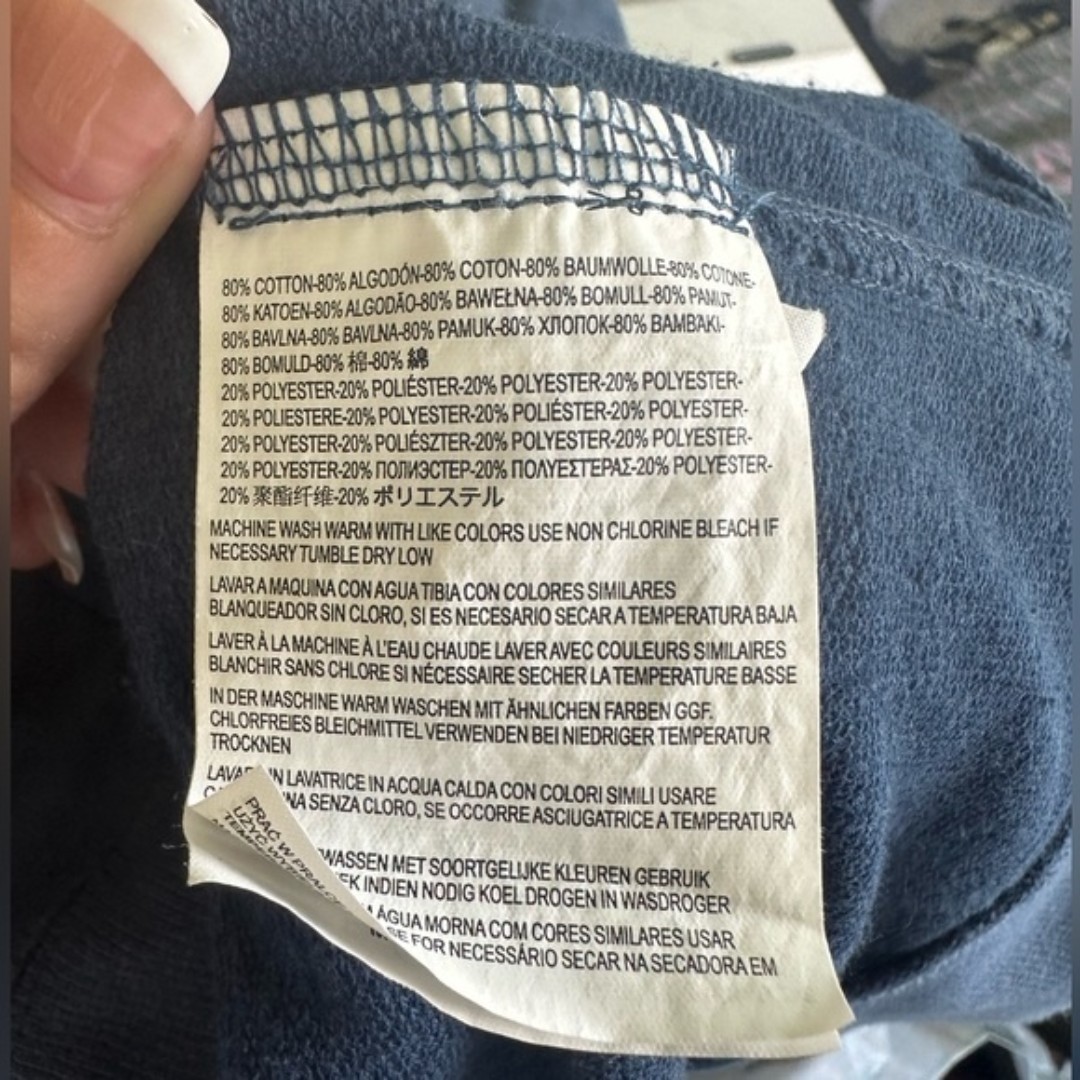 80% COTTON-80% ALGODÓN-80% COTON-80% BAUMWOLLE-80% COTONE-
80% KATOEN-80% ALGODÃO-80% BAWEŁNA-80% BOMULL-80% PAMUT-
80% BAVLNA-80% BAVLNA-80% PAMUK-80% ХЛОПОК-80% ΒΑΜΒΆΚΙ-
80% BOMULD-80% 棉-80% 綿
20% POLYESTER-20% POLIÉSTER-20% POLYESTER-20% POLYESTER-
20% POLIESTERE-20% POLYESTER-20% POLIÉSTER-20% POLYESTER-
20% POLYESTER-20% POLIÉSZTER-20% POLYESTER-20% POLYESTER-
20% POLYESTER-20% ПОЛИЭСТЕР-20% ΠΟΛΥΕΣΤΕΡΑΣ-20% POLYESTER-
20% 聚酯纤维-20% ポリエステル
MACHINE WASH WARM WITH LIKE COLORS USE NON CHLORINE BLEACH IF
NECESSARY TUMBLE DRY LOW
LAVAR A MAQUINA CON AGUA TIBIA CON COLORES SIMILARES
BLANQUEADOR SIN CLORO, SI ES NECESARIO SECAR A TEMPERATURA BAJA
LAVER À LA MACHINE À L'EAU CHAUDE LAVER AVEC COULEURS SIMILAIRES
BLANCHIR SANS CHLORE SI NÉCESSAIRE SECHER LA TEMPERATURE BASSE
IN DER MASCHINE WARM WASCHEN MIT ÄHNLICHEN FARBEN GGF.
CHLORFREIES BLEICHMITTEL VERWENDEN BEI NIEDRIGER TEMPERATUR
TROCKNEN
IN LAVATRICE IN ACQUA CALDA CON COLORI SIMILI USARE
SENZA CLORO, SE OCCORRE ASCIUGATRICE A TEMPERATURA
WASSEN MET SOORTGELIJKE KLEUREN GEBRUIK
INDIEN NODIG KOEL DROGEN IN WASDROGER
ÁGUA MORNA COM CORES SIMILARES USAR
SE FOR NECESSÁRIO SECAR NA SECADORA EM
PRAĆ W
UŻYĆ